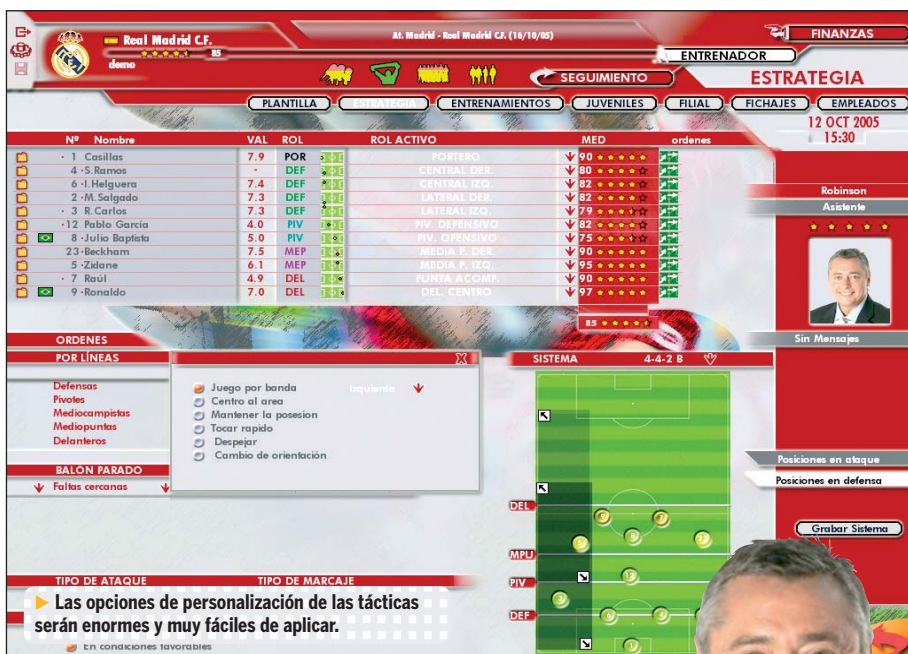 Real Madrid C.F.
85
demo
At. Madrid - Real Madrid C.F. (16/10/05)
FINANZAS
ENTRENADOR
SEGUIMIENTO
ESTRATEGIA
PLANTILLA ESTRATEGIA ENTRENAMIENTOS JUVENILES FILIAL FICHAJES EMPLEADOS
12 OCT 2005
15:30
Nº Nombre VAL ROL ROL ACTIVO MED ordenes
1 Casillas 7.9 POR PORTERO 90
4 S.Ramos - DEF CENTRAL DER. 80
6 I.Helguera 7.4 DEF CENTRAL IZQ. 82
2 M.Salgado 7.3 DEF LATERAL DER. 82
3 R.Carlos 7.3 DEF LATERAL IZQ. 79
12 Pablo García 4.0 PIV PIV. DEFENSIVO 82
8 Julio Baptista 5.0 PIV PIV. OFENSIVO 75
23 Beckham 7.5 MEP MEDIA P. DER. 90
5 Zidane 6.1 MEP MEDIA P. IZQ. 95
7 Raúl 4.9 DEL PUNTA ACOMP. 90
9 Ronaldo 7.0 DEL DEL. CENTRO 97
85
Robinson
Asistente
Sin Mensajes
ORDENES
POR LÍNEAS
Defensas
Pivotes
Mediocampistas
Mediopuntas
Delanteros
BALÓN PARADO
Faltas cercanas
Juego por banda Izquierda
Centro al area
Mantener la posesion
Tocar rapido
Despejar
Cambio de orientación
SISTEMA 4-4-2 B
DEL
MPU
PIV
DEF
Posiciones en ataque
Posiciones en defensa
Grabar Sistema
TIPO DE ATAQUE TIPO DE MARCAJE
Las opciones de personalización de las tácticas
serán enormes y muy fáciles de aplicar.
En condiciones favorables